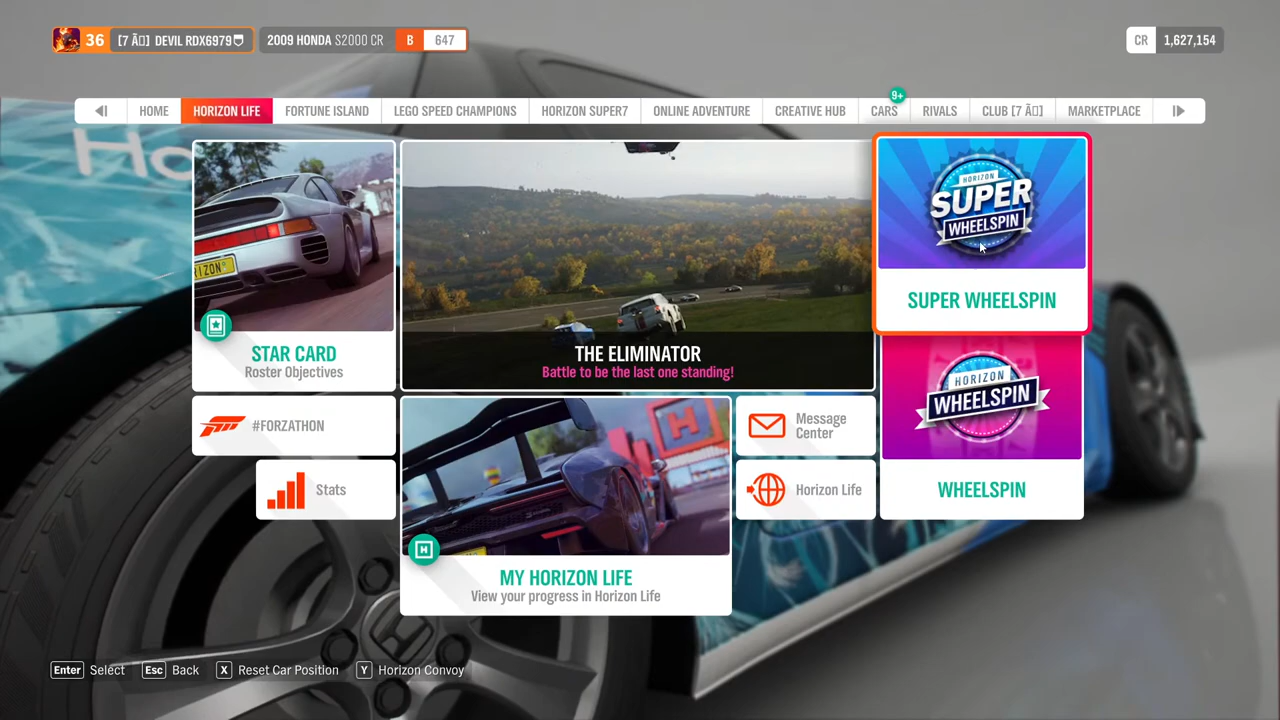 36 [7 Ã▯] DEVIL RDX6979 2009 HONDA S2000 CR B 647 CR 1,627,154
HOME HORIZON LIFE FORTUNE ISLAND LEGO SPEED CHAMPIONS HORIZON SUPER7 ONLINE ADVENTURE CREATIVE HUB CARS 9+ RIVALS CLUB [7 Ã▯] MARKETPLACE
Ho
RIZON
STAR CARD
Roster Objectives
THE ELIMINATOR
Battle to be the last one standing!
HORIZON
SUPER
WHEELSPIN
SUPER WHEELSPIN
HORIZON
WHEELSPIN
WHEELSPIN
#FORZATHON
Stats
H
MY HORIZON LIFE
View your progress in Horizon Life
Message
Center
Horizon Life
Enter Select Esc Back X Reset Car Position Y Horizon Convoy